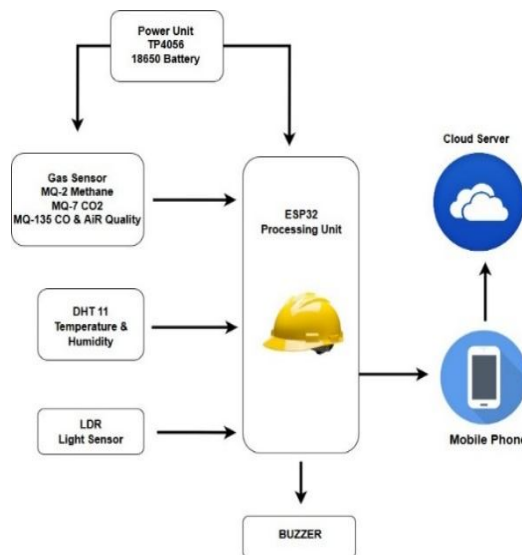 Power Unit
TP4056
18650 Battery
Cloud Server
Gas Sensor
MQ-2 Methane
MQ-7 CO2
MQ-135 CO & AiR Quality
ESP32
Processing Unit
DHT 11
Temperature &
Humidity
LDR
Light Sensor
Mobile Phone
BUZZER